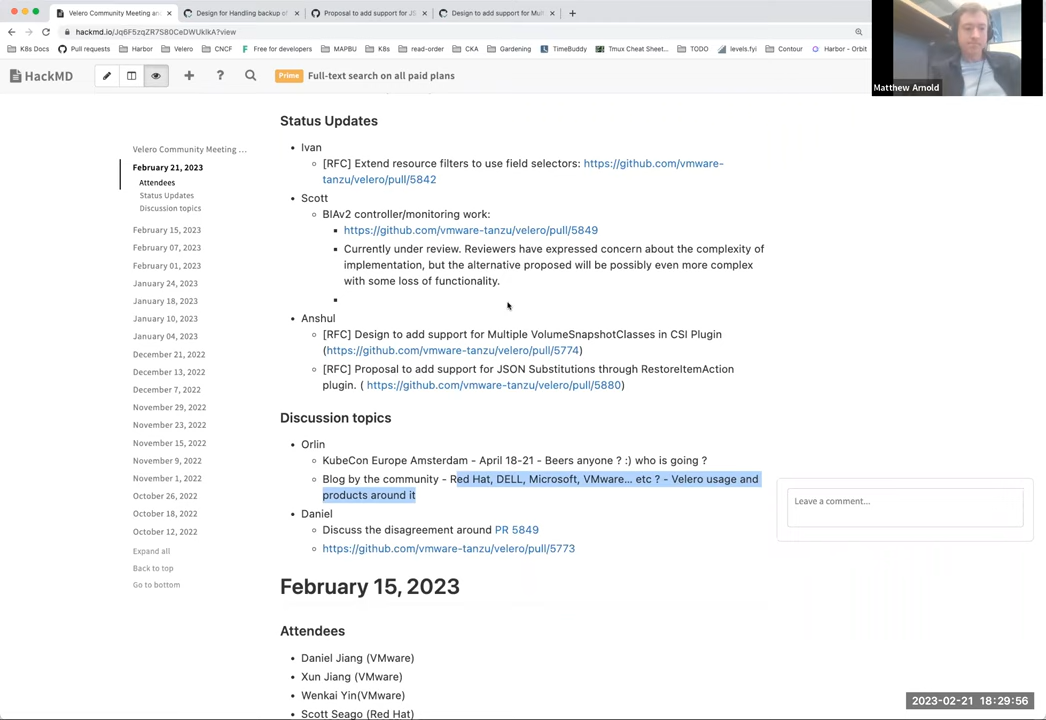 Velero Community Meeting an
Design for Handling backup of
Proposal to add support for JS
Design to add support for Mul
hackmd.io/Jq6F5zqZR7S80CeDWUkIkA?view
K8s Docs
Pull requests
Harbor
Velero
CNCF
Free for developers
MAPBU
K8s
read-order
CKA
Gardening
TimeBuddy
Tmux Cheat Sheet...
TODO
levels.fyi
Contour
Harbor - Orbit
HackMD
Prime
Full-text search on all paid plans
Matthew Arnold
Velero Community Meeting ...
February 21, 2023
Attendees
Status Updates
Discussion topics
February 15, 2023
February 07, 2023
February 01, 2023
January 24, 2023
January 18, 2023
January 10, 2023
January 04, 2023
December 21, 2022
December 13, 2022
December 7, 2022
November 29, 2022
November 23, 2022
November 15, 2022
November 9, 2022
November 1, 2022
October 26, 2022
October 18, 2022
October 12, 2022
Expand all
Back to top
Go to bottom
Status Updates
Ivan
[RFC] Extend resource filters to use field selectors: https://github.com/vmware-
tanzu/velero/pull/5842
Scott
BIAv2 controller/monitoring work:
https://github.com/vmware-tanzu/velero/pull/5849
Currently under review. Reviewers have expressed concern about the complexity of
implementation, but the alternative proposed will be possibly even more complex
with some loss of functionality.
Anshul
[RFC] Design to add support for Multiple VolumeSnapshotClasses in CSI Plugin
(https://github.com/vmware-tanzu/velero/pull/5774)
[RFC] Proposal to add support for JSON Substitutions through RestoreItemAction
plugin. ( https://github.com/vmware-tanzu/velero/pull/5880)
Discussion topics
Orlin
KubeCon Europe Amsterdam - April 18-21 - Beers anyone ? :) who is going ?
Blog by the community - Red Hat, DELL, Microsoft, VMware... etc ? - Velero usage and
products around it
Daniel
Discuss the disagreement around PR 5849
https://github.com/vmware-tanzu/velero/pull/5773
Leave a comment...
February 15, 2023
Attendees
Daniel Jiang (VMware)
Xun Jiang (VMware)
Wenkai Yin(VMware)
Scott Seago (Red Hat)
2023-02-21 18:29:56